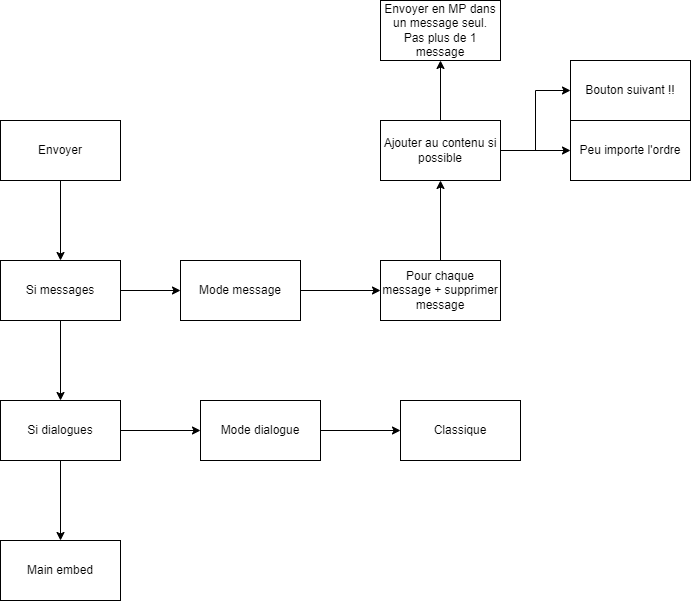 Envoyer en MP dans
un message seul.
Pas plus de 1
message
Bouton suivant !!
Envoyer
Ajouter au contenu si
possible
Peu importe l'ordre
Si messages
Mode message
Pour chaque
message + supprimer
message
Si dialogues
Mode dialogue
Classique
Main embed